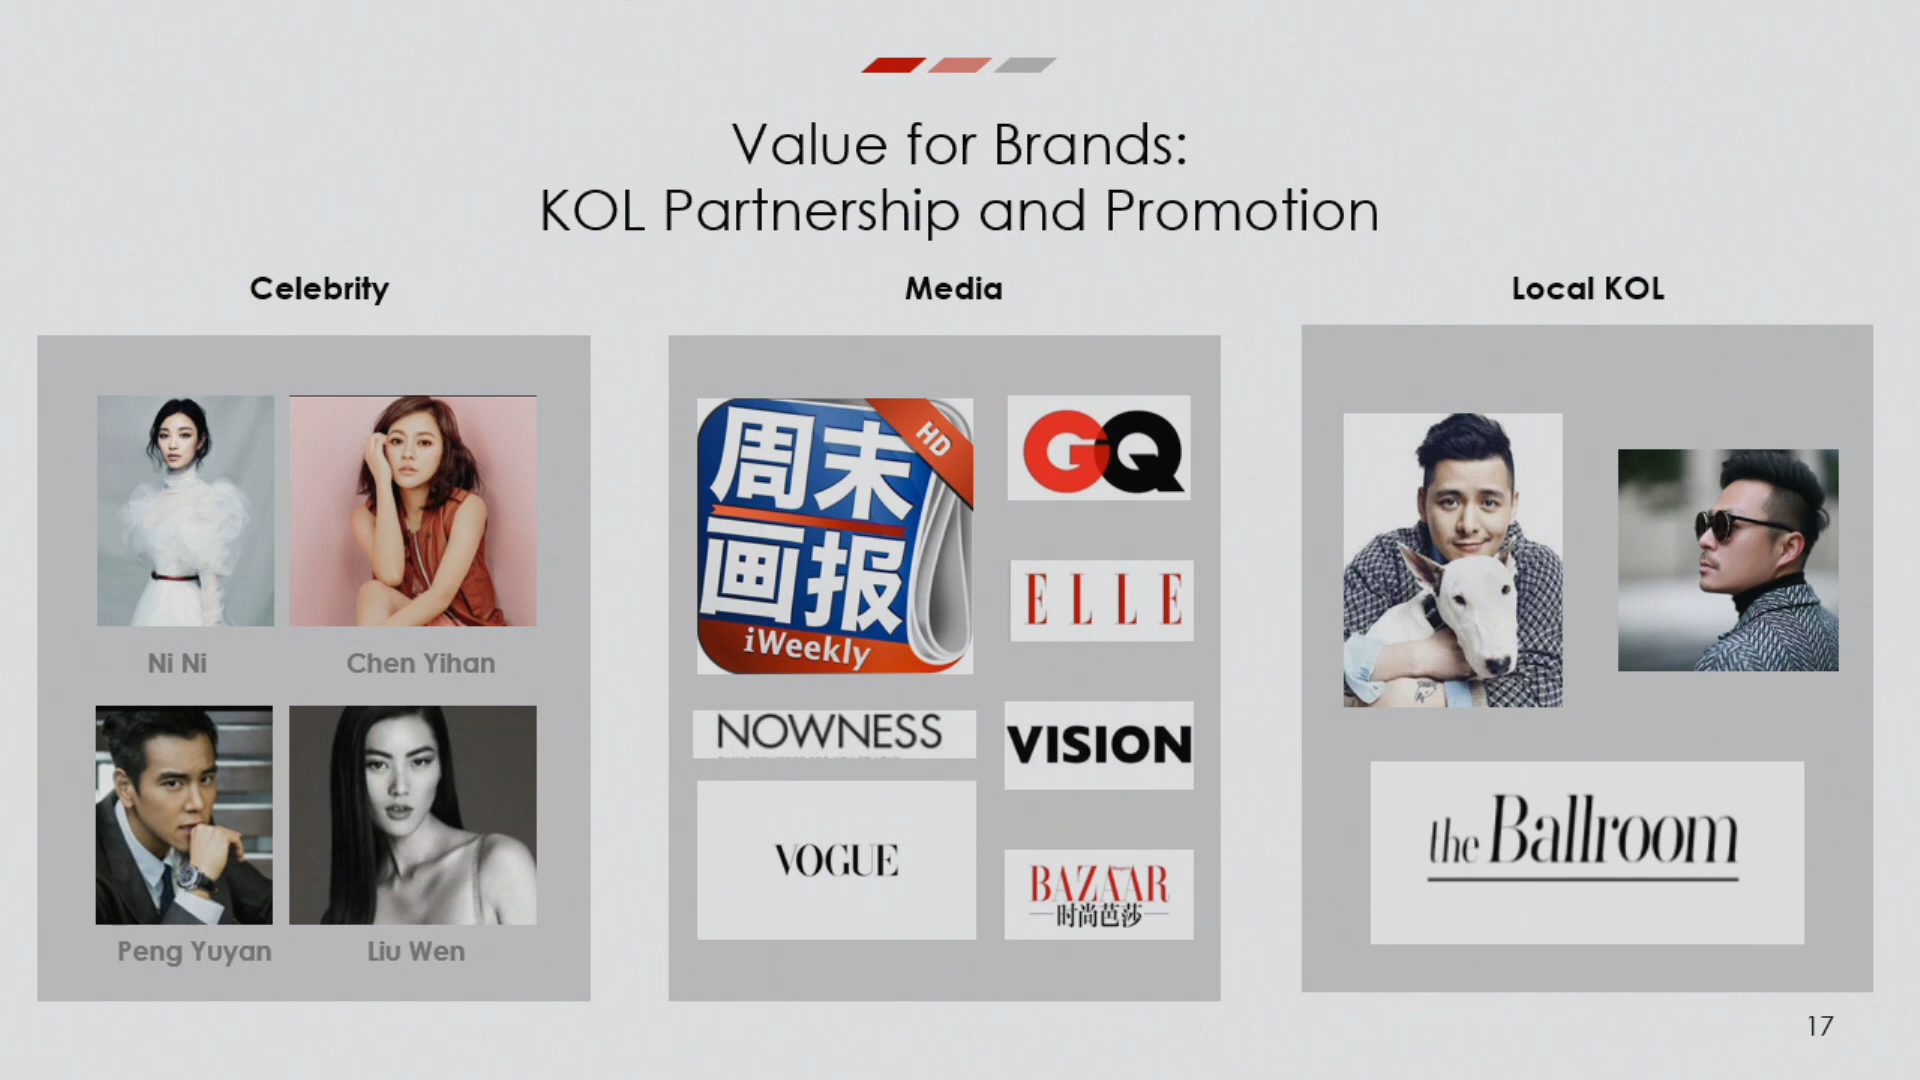 Value for Brands:
KOL Partnership and Promotion
Celebrity
Ni Ni
Chen Yihan
Peng Yuyan
Liu Wen
Media
周末
画报
HD
iWeekly
GQ
ELLE
NOWNESS
VISION
VOGUE
BAZAAR
时尚芭莎
Local KOL
the Ballroom
17